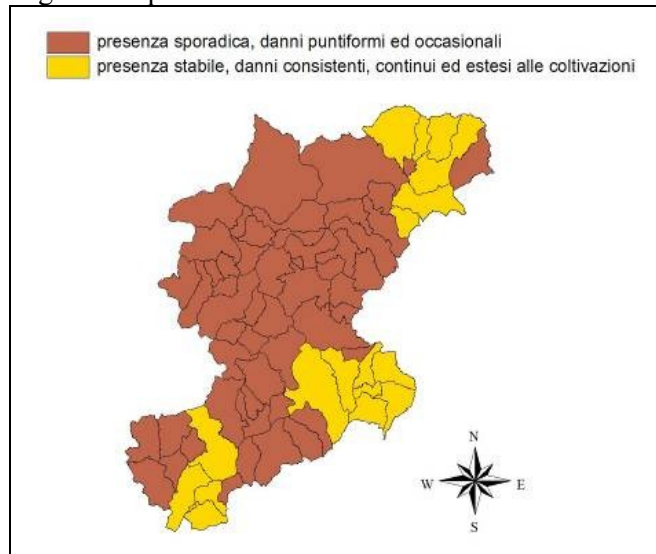 presenza sporadica, danni puntiformi ed occasionali
presenza stabile, danni consistenti, continui ed estesi alle coltivazioni
N
W E
S